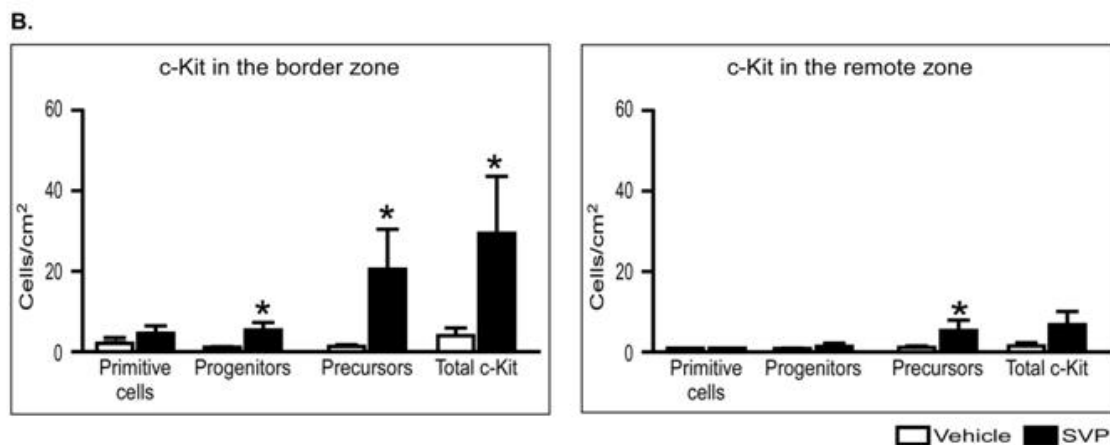 B.
c-Kit in the border zone
Cells/cm²
60
40
20
0
*
*
*
Primitive cells
Progenitors
Precursors
Total c-Kit
c-Kit in the remote zone
Cells/cm²
60
40
20
0
*
Primitive cells
Progenitors
Precursors
Total c-Kit
Vehicle
SVP